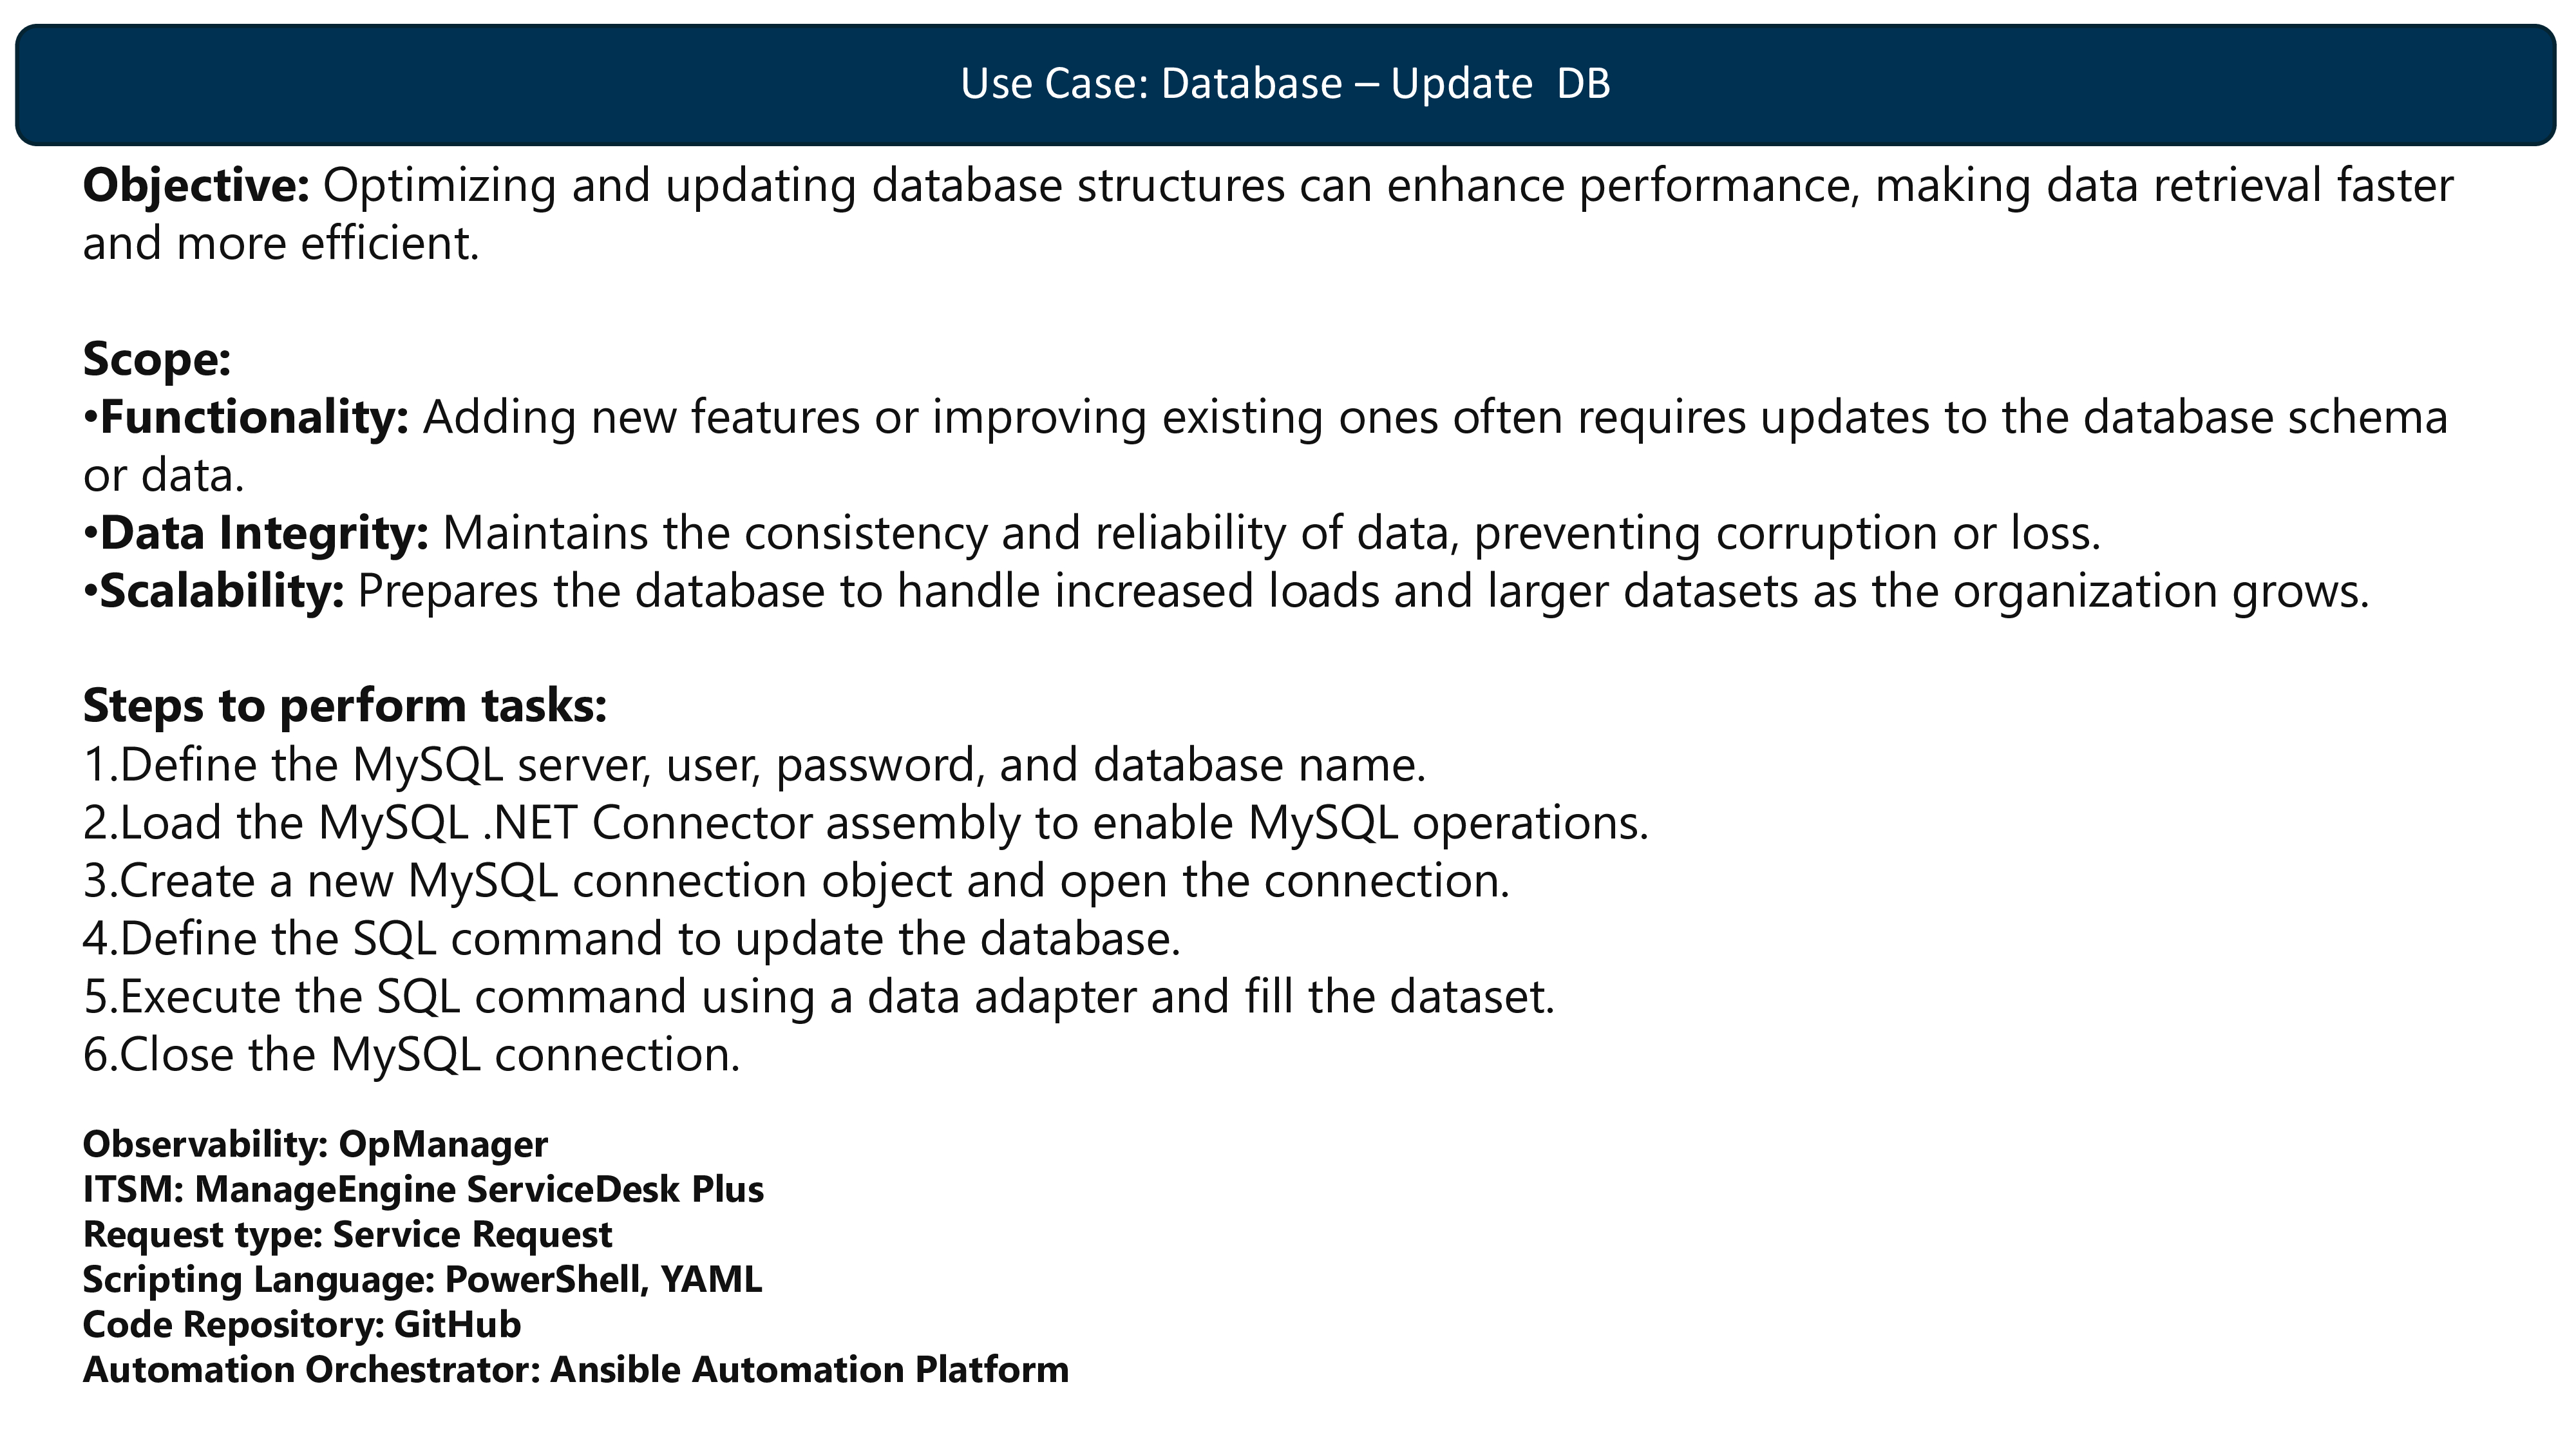 Use Case: Database – Update  DB
Objective: Optimizing and updating database structures can enhance performance, making data retrieval faster
and more efficient.
Scope:
•Functionality: Adding new features or improving existing ones often requires updates to the database schema
or data.
•Data Integrity: Maintains the consistency and reliability of data, preventing corruption or loss.
•Scalability: Prepares the database to handle increased loads and larger datasets as the organization grows.
Steps to perform tasks:
1.Define the MySQL server, user, password, and database name.
2.Load the MySQL .NET Connector assembly to enable MySQL operations.
3.Create a new MySQL connection object and open the connection.
4.Define the SQL command to update the database.
5.Execute the SQL command using a data adapter and fill the dataset.
6.Close the MySQL connection.
Observability: OpManager
ITSM: ManageEngine ServiceDesk Plus
Request type: Service Request
Scripting Language: PowerShell, YAML
Code Repository: GitHub
Automation Orchestrator: Ansible Automation Platform